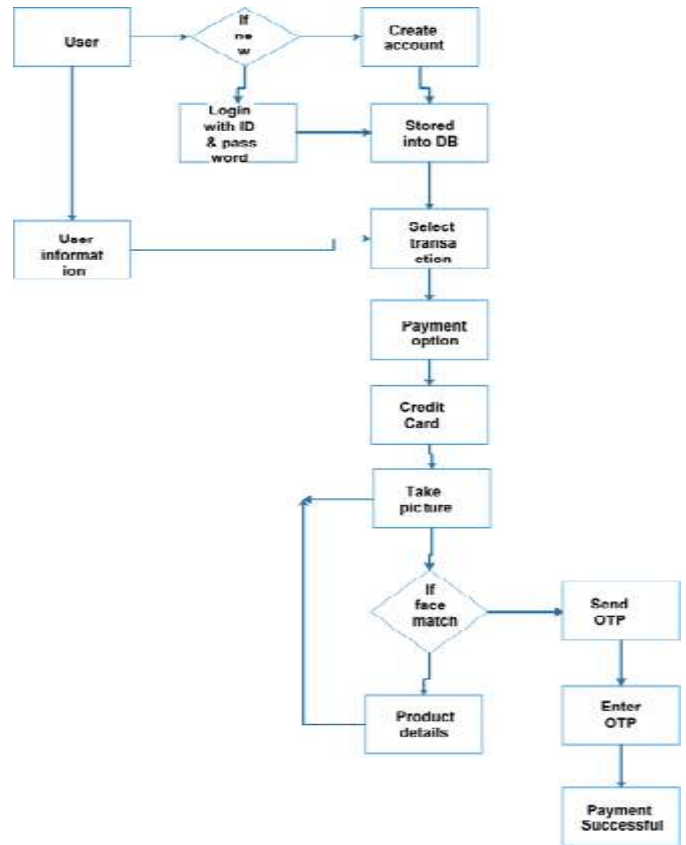 User
If
ne
w
Create
account
Login
with ID
& pass
word
Stored
into DB
User
informat
ion
Select
transa
ction
Payment
option
Credit
Card
Take
picture
If
face
match
Send
OTP
Product
details
Enter
OTP
Payment
Successful